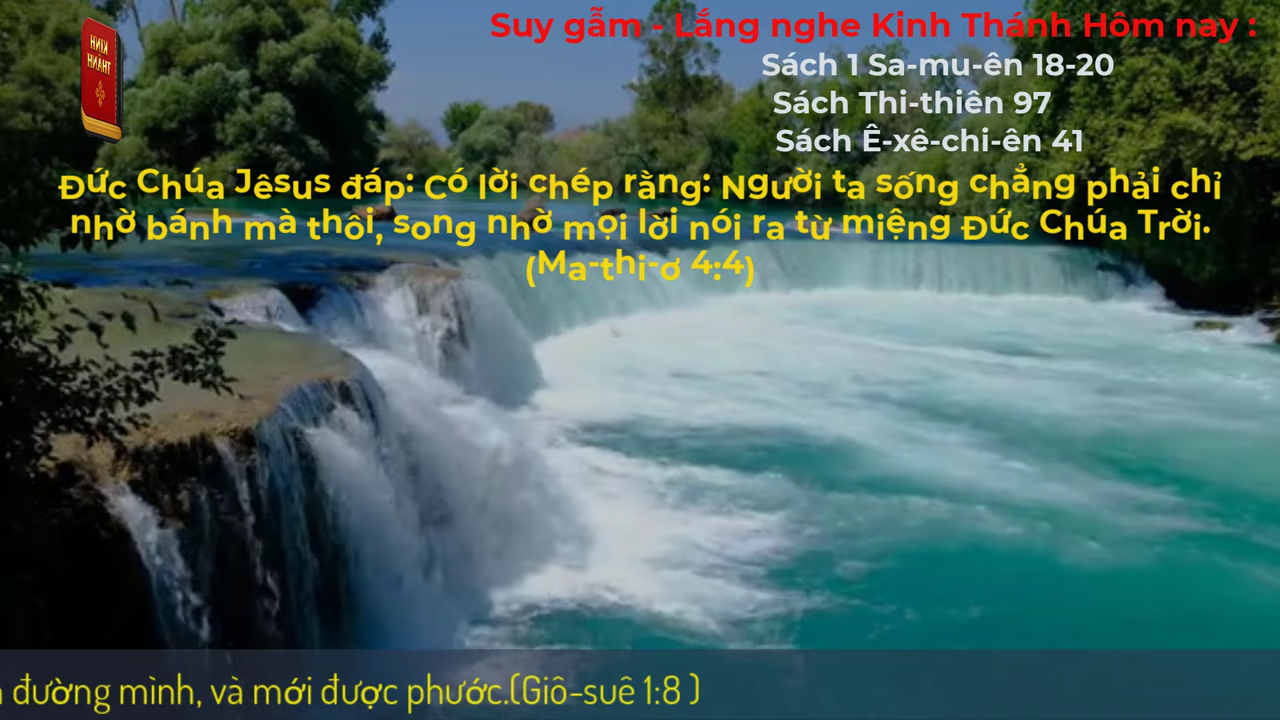 KINH
THÁNH
Suy gẫm - Lắng nghe Kinh Thánh Hôm nay :
Sách 1 Sa-mu-ên 18-20
Sách Thi-thiên 97
Sách Ê-xê-chi-ên 41
Đức Chúa Jêsus đáp: Có lời chép rằng: Người ta sống chẳng phải chỉ
nhờ bánh mà thôi, song nhờ mọi lời nói ra từ miệng Đức Chúa Trời.
(Ma-thi-ơ 4:4)
đường mình, và mới được phước.(Giô-suê 1:8 )